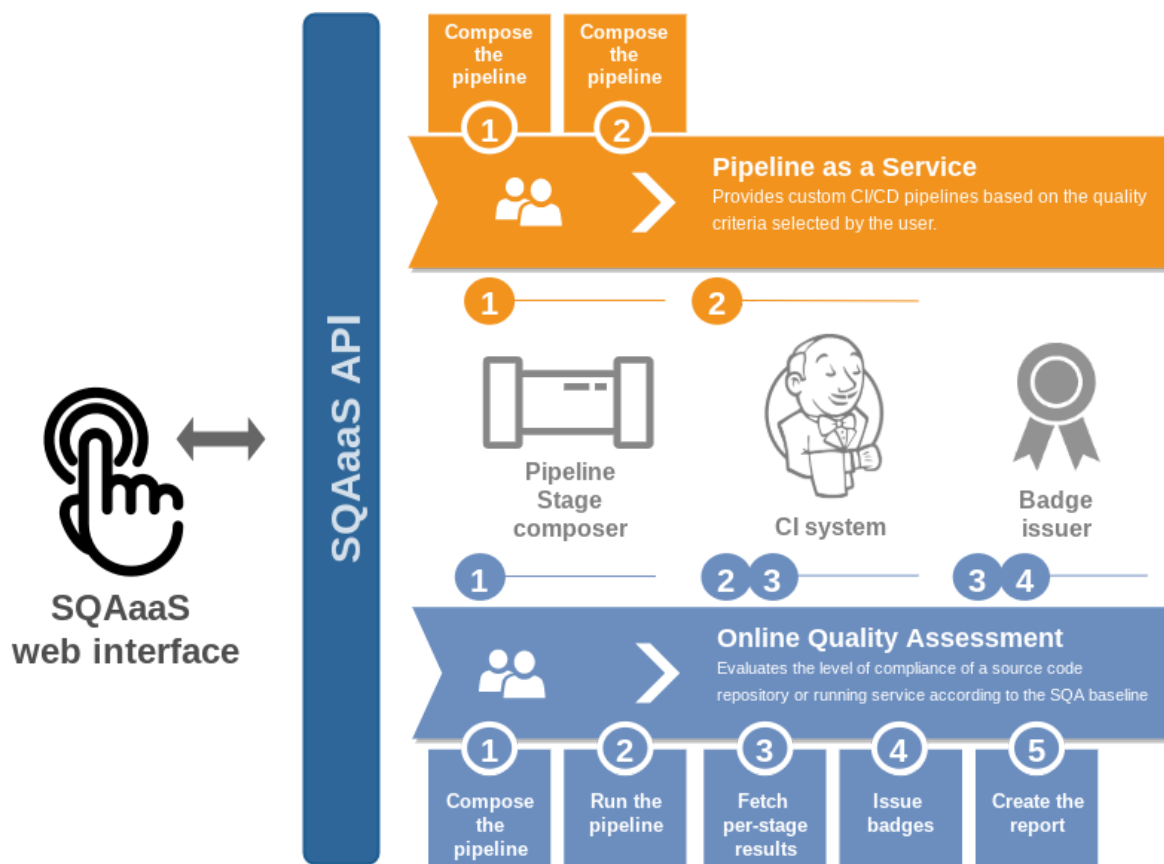 Compose
the
pipeline
Compose
the
pipeline
1
2
Pipeline as a Service
Provides custom CI/CD pipelines based on the quality
criteria selected by the user.
1
2
SQAaaS API
Pipeline
Stage
composer
CI system
Badge
issuer
SQAaaS
web interface
1
2 3
3 4
Online Quality Assessment
Evaluates the level of compliance of a source code
repository or running service according to the SQA baseline
1
2
3
4
5
Compose
the
pipeline
Run the
pipeline
Fetch
per-stage
results
Issue
badges
Create the
report